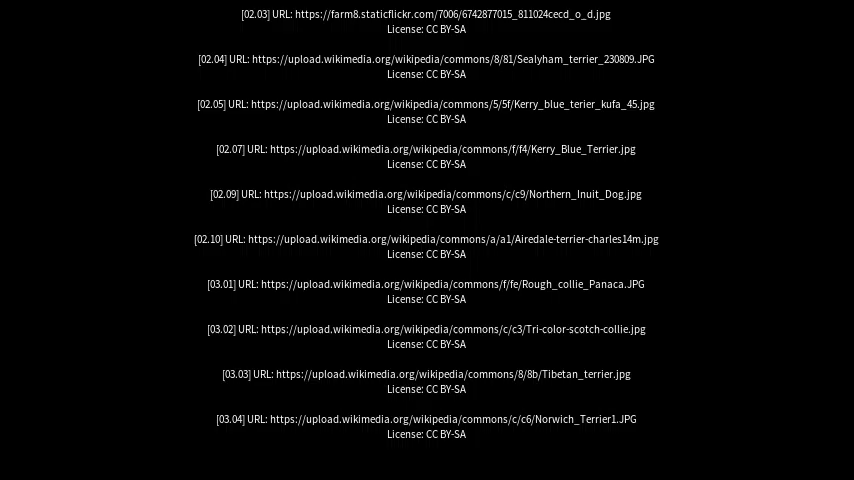 [02.03] URL: https://farm8.staticflickr.com/7006/6742877015_811024cecd_o_d.jpg
License: CC BY-SA
[02.04] URL: https://upload.wikimedia.org/wikipedia/commons/8/81/Sealyham_terrier_230809.JPG
License: CC BY-SA
[02.05] URL: https://upload.wikimedia.org/wikipedia/commons/5/5f/Kerry_blue_terier_kufa_45.jpg
License: CC BY-SA
[02.07] URL: https://upload.wikimedia.org/wikipedia/commons/f/f4/Kerry_Blue_Terrier.jpg
License: CC BY-SA
[02.09] URL: https://upload.wikimedia.org/wikipedia/commons/c/c9/Northern_Inuit_Dog.jpg
License: CC BY-SA
[02.10] URL: https://upload.wikimedia.org/wikipedia/commons/a/a1/Airedale-terrier-charles14m.jpg
License: CC BY-SA
[03.01] URL: https://upload.wikimedia.org/wikipedia/commons/f/fe/Rough_collie_Panaca.JPG
License: CC BY-SA
[03.02] URL: https://upload.wikimedia.org/wikipedia/commons/c/c3/Tri-color-scotch-collie.jpg
License: CC BY-SA
[03.03] URL: https://upload.wikimedia.org/wikipedia/commons/8/8b/Tibetan_terrier.jpg
License: CC BY-SA
[03.04] URL: https://upload.wikimedia.org/wikipedia/commons/c/c6/Norwich_Terrier1.JPG
License: CC BY-SA